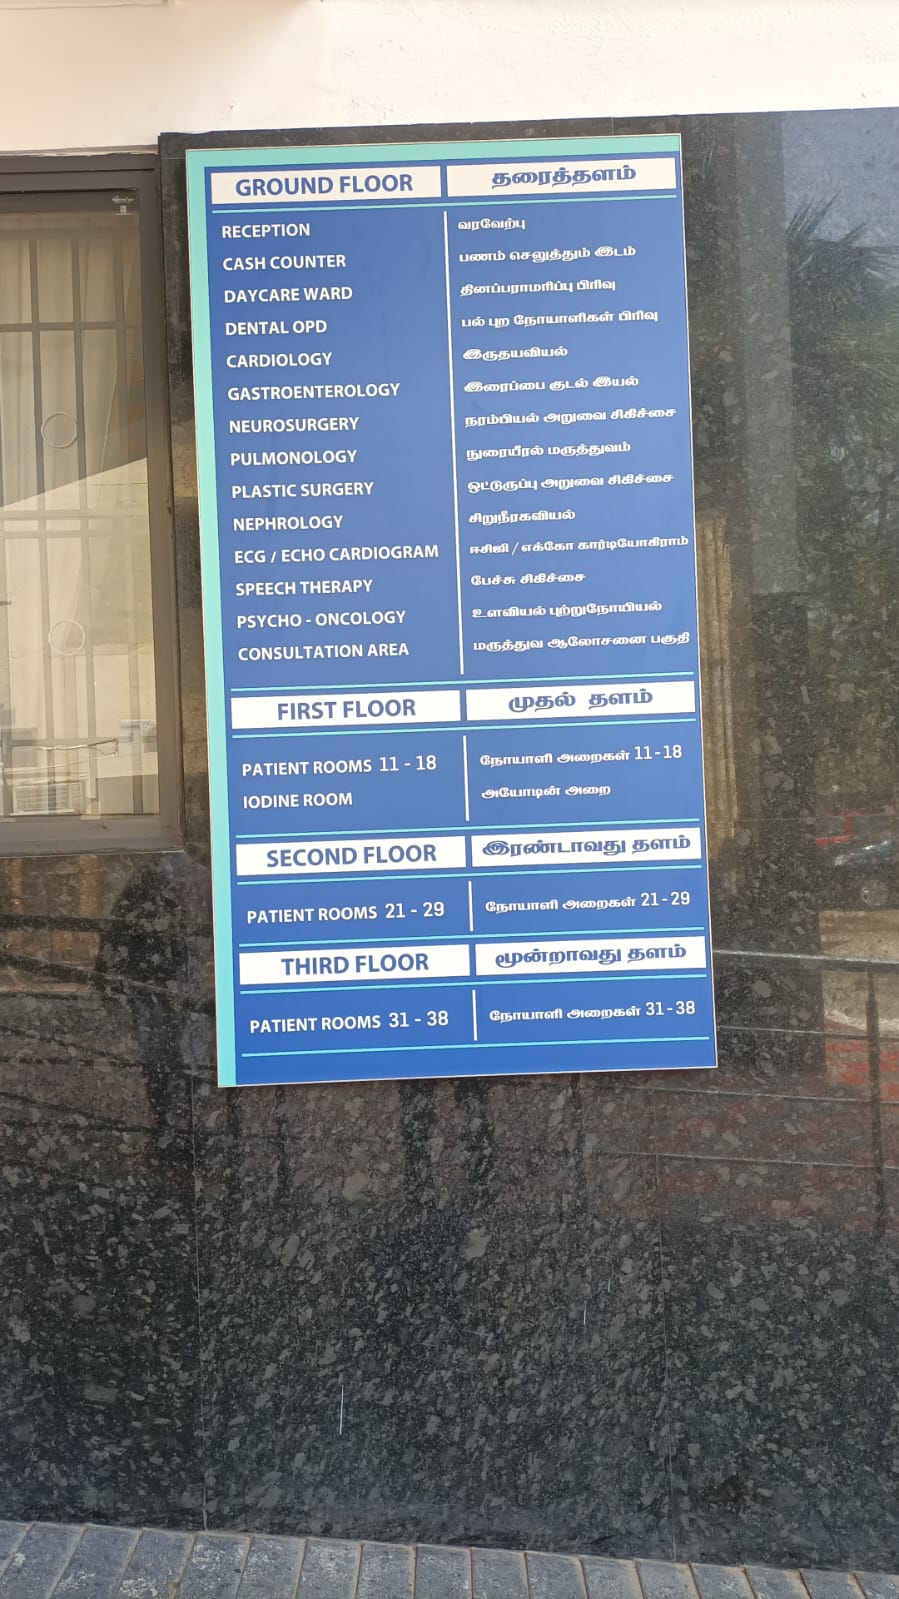 GROUND FLOOR தரைத்தளம்
RECEPTION வரவேற்பு
CASH COUNTER பணம் செலுத்தும் இடம்
DAYCARE WARD தினப்பராமரிப்பு பிரிவு
DENTAL OPD பல் புற நோயாளிகள் பிரிவு
CARDIOLOGY இருதயவியல்
GASTROENTEROLOGY இரைப்பை குடல் இயல்
NEUROSURGERY நரம்பியல் அறுவை சிகிச்சை
PULMONOLOGY நுரையீரல் மருத்துவம்
PLASTIC SURGERY ஒட்டுருப்பு அறுவை சிகிச்சை
NEPHROLOGY சிறுநீரகவியல்
ECG / ECHO CARDIOGRAM ஈசிஜி / எக்கோ கார்டியோகிராம்
SPEECH THERAPY பேச்சு சிகிச்சை
PSYCHO - ONCOLOGY உளவியல் புற்றுநோயியல்
CONSULTATION AREA மருத்துவ ஆலோசனை பகுதி
FIRST FLOOR முதல் தளம்
PATIENT ROOMS 11 - 18 நோயாளி அறைகள் 11-18
IODINE ROOM அயோடின் அறை
SECOND FLOOR இரண்டாவது தளம்
PATIENT ROOMS 21 - 29 நோயாளி அறைகள் 21-29
THIRD FLOOR மூன்றாவது தளம்
PATIENT ROOMS 31 - 38 நோயாளி அறைகள் 31-38